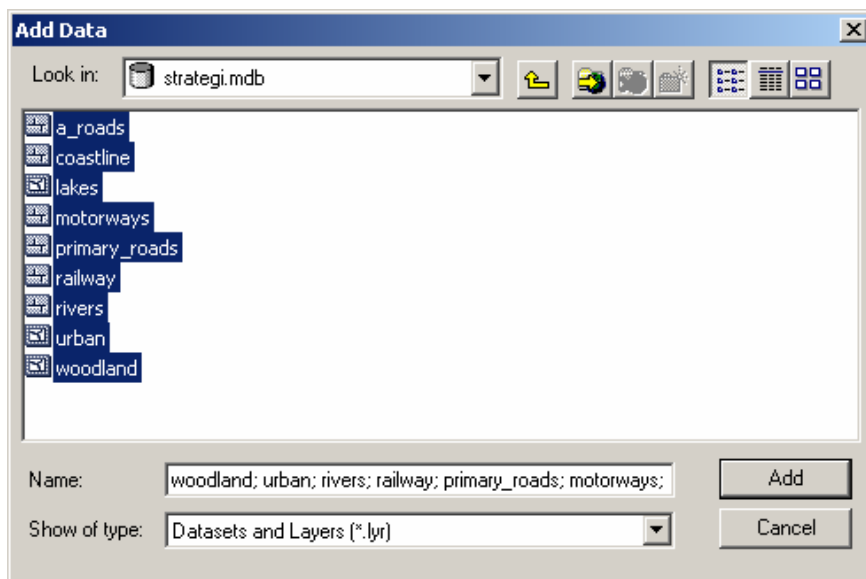 Add Data
Look in: strategi.mdb
a_roads
coastline
lakes
motorways
primary_roads
railway
rivers
urban
woodland
Name: woodland; urban; rivers; railway; primary_roads; motorways; Add
Show of type: Datasets and Layers (*.lyr) Cancel